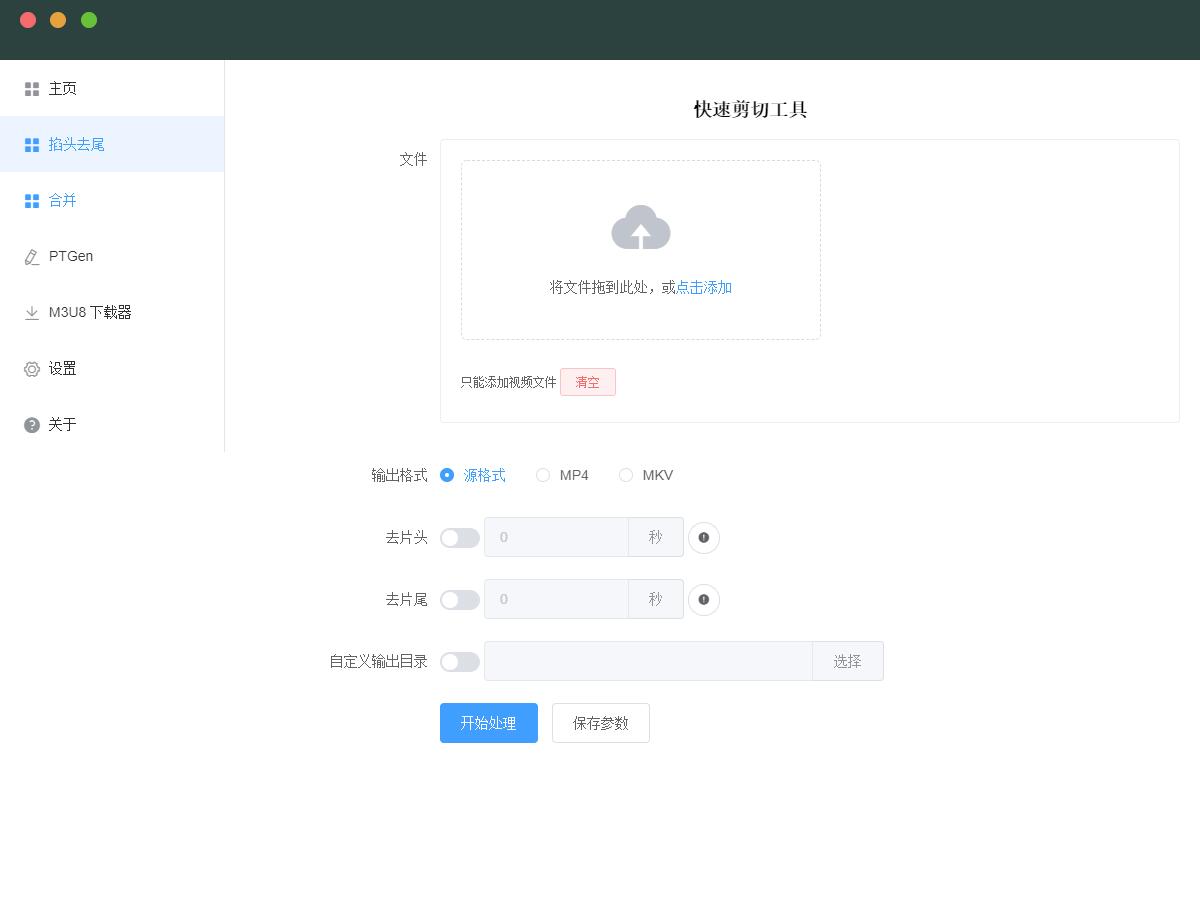 主页
掐头去尾
合并
PTGen
M3U8 下载器
设置
关于
快速剪切工具
文件
将文件拖到此处，或点击添加
只能添加视频文件 清空
输出格式 源格式 MP4 MKV
去片头 0 秒
去片尾 0 秒
自定义输出目录 选择
开始处理 保存参数